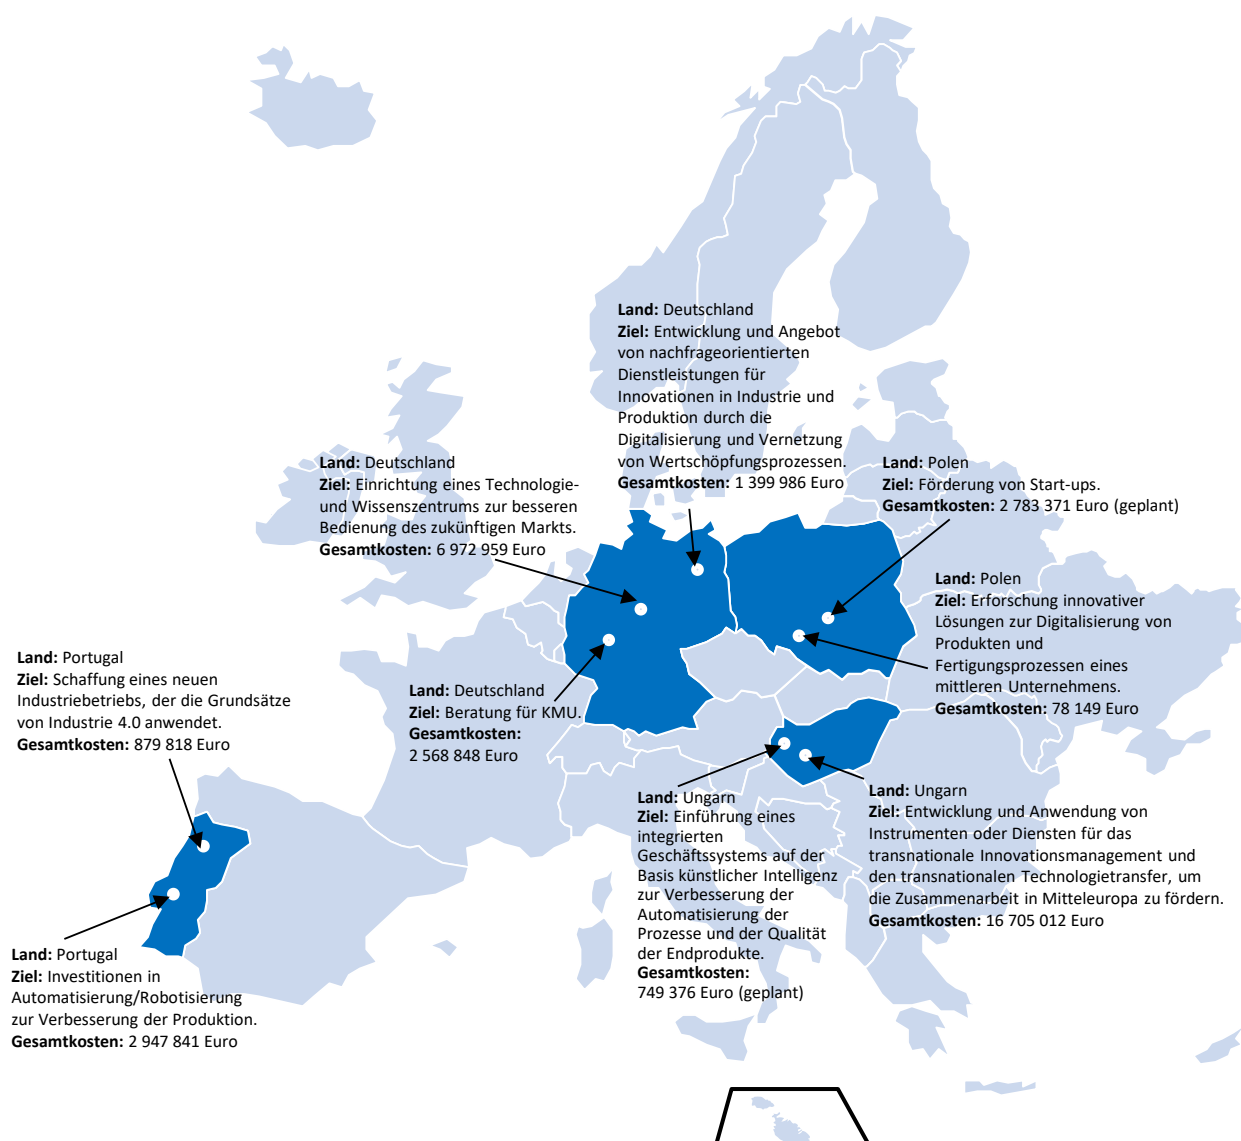 Land: Deutschland
Ziel: Entwicklung und Angebot
von nachfrageorientierten
Dienstleistungen für
Innovationen in Industrie und
Produktion durch die
Digitalisierung und Vernetzung
von Wertschöpfungsprozessen.
Gesamtkosten: 1 399 986 Euro
Land: Deutschland
Ziel: Einrichtung eines Technologie-
und Wissenszentrums zur besseren
Bedienung des zukünftigen Markts.
Gesamtkosten: 6 972 959 Euro
Land: Polen
Ziel: Förderung von Start-ups.
Gesamtkosten: 2 783 371 Euro (geplant)
Land: Polen
Ziel: Erforschung innovativer
Lösungen zur Digitalisierung von
Produkten und
Fertigungsprozessen eines
mittleren Unternehmens.
Gesamtkosten: 78 149 Euro
Land: Portugal
Ziel: Schaffung eines neuen
Industriebetriebs, der die Grundsätze
von Industrie 4.0 anwendet.
Gesamtkosten: 879 818 Euro
Land: Deutschland
Ziel: Beratung für KMU.
Gesamtkosten:
2 568 848 Euro
Land: Ungarn
Ziel: Einführung eines
integrierten
Geschäftssystems auf der
Basis künstlicher Intelligenz
zur Verbesserung der
Automatisierung der
Prozesse und der Qualität
der Endprodukte.
Gesamtkosten:
749 376 Euro (geplant)
Land: Ungarn
Ziel: Entwicklung und Anwendung von
Instrumenten oder Diensten für das
transnationale Innovationsmanagement und
den transnationalen Technologietransfer, um
die Zusammenarbeit in Mitteleuropa zu fördern.
Gesamtkosten: 16 705 012 Euro
Land: Portugal
Ziel: Investitionen in
Automatisierung/Robotisierung
zur Verbesserung der Produktion.
Gesamtkosten: 2 947 841 Euro